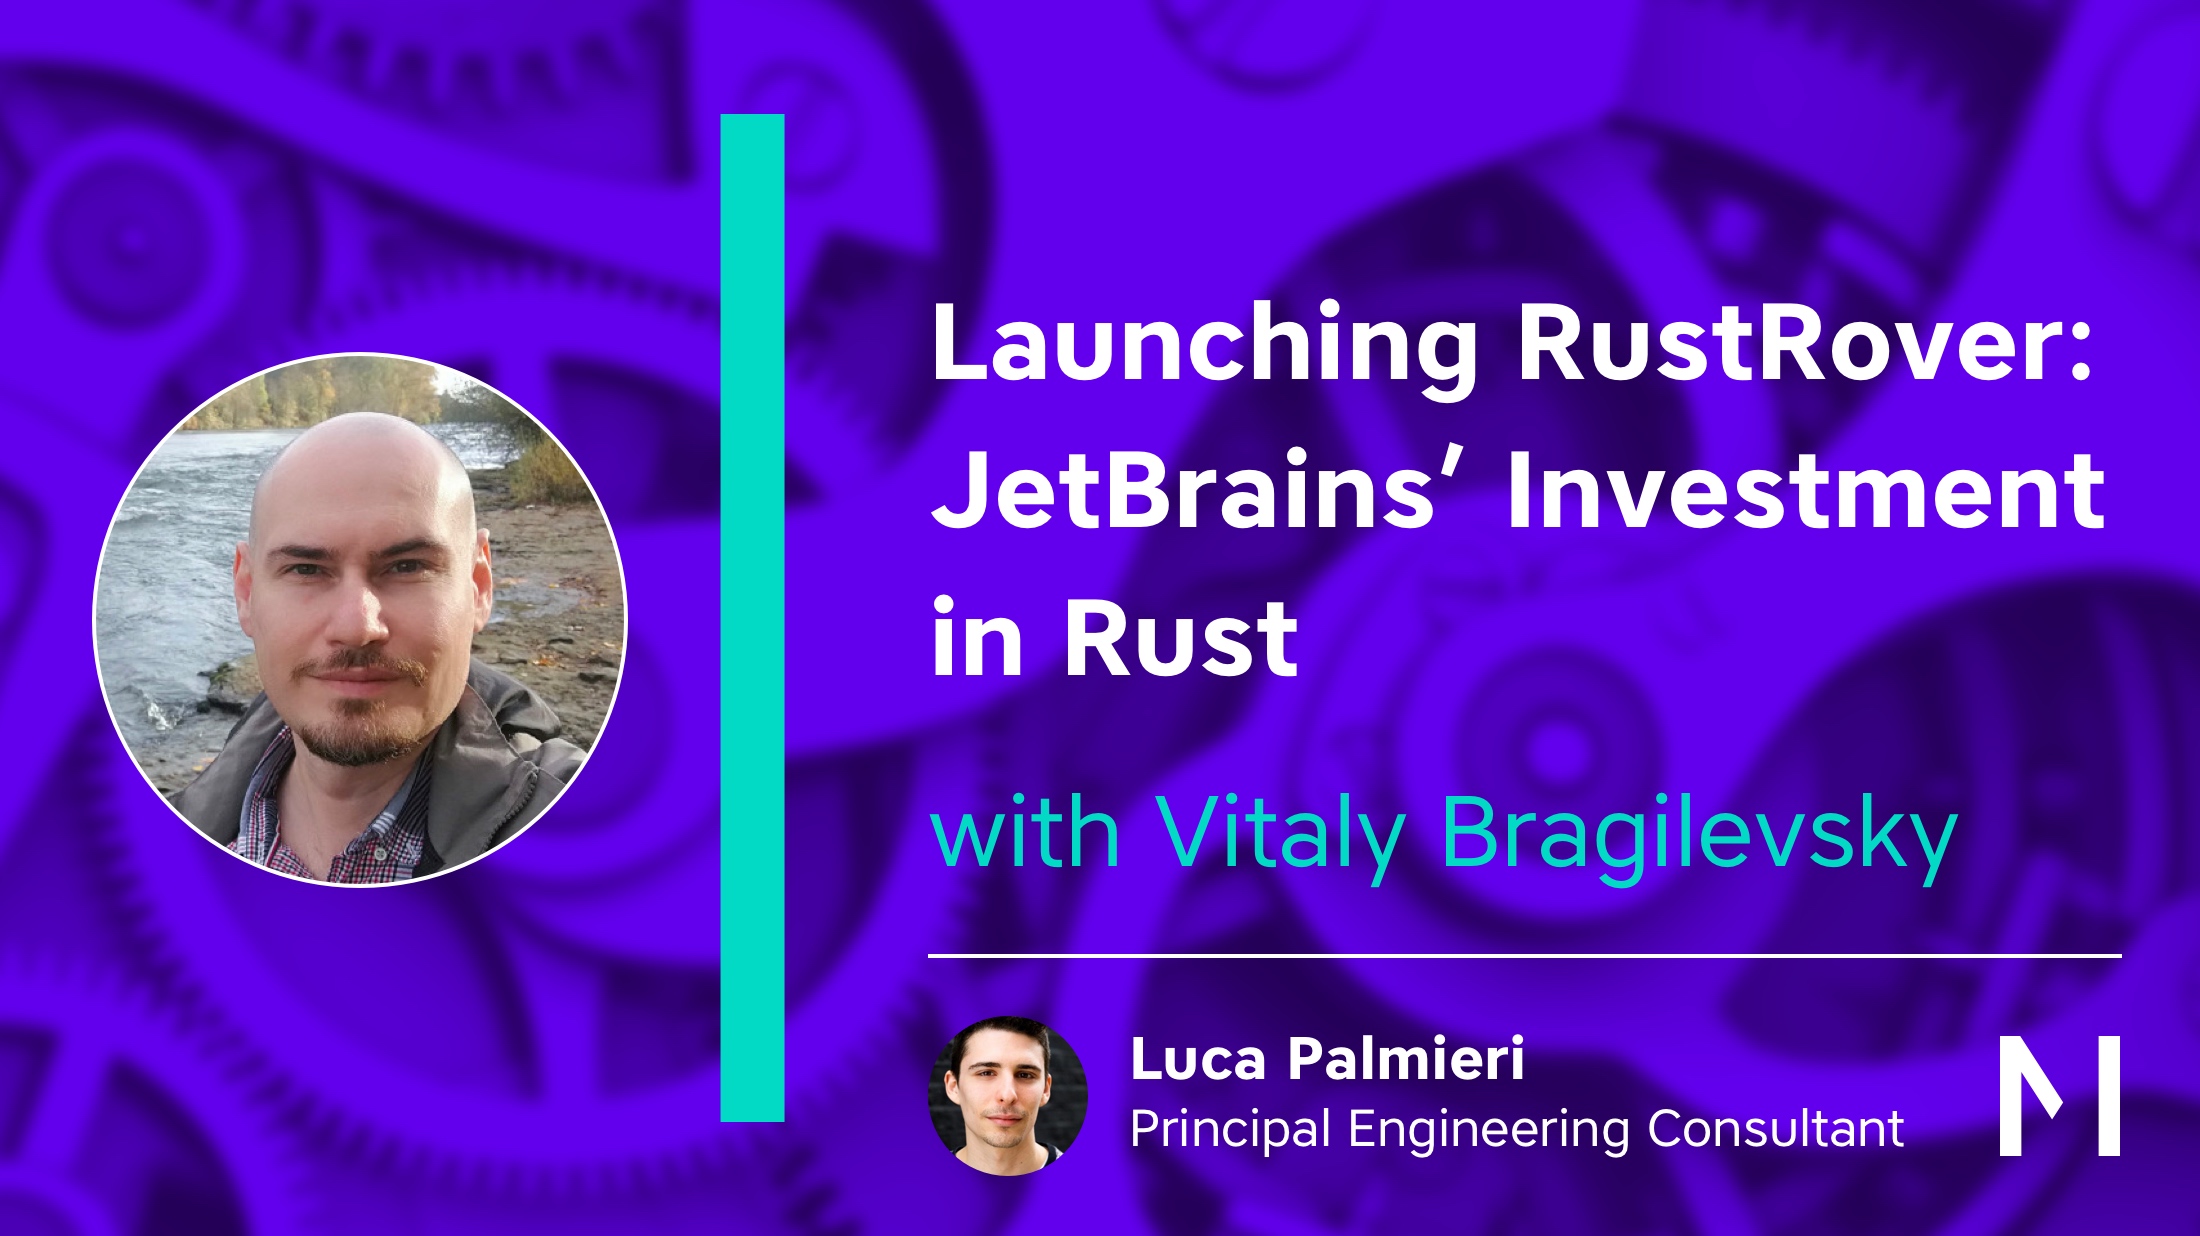 Launching RustRover:
JetBrains’ Investment
in Rust
with Vitaly Bragilevsky
Luca Palmieri
Principal Engineering Consultant